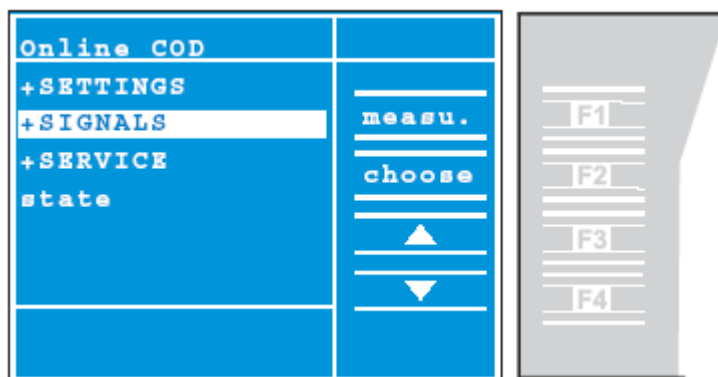 Online COD
+SETTINGS
+SIGNALS
+SERVICE
state
measu.
choose
F1
F2
F3
F4